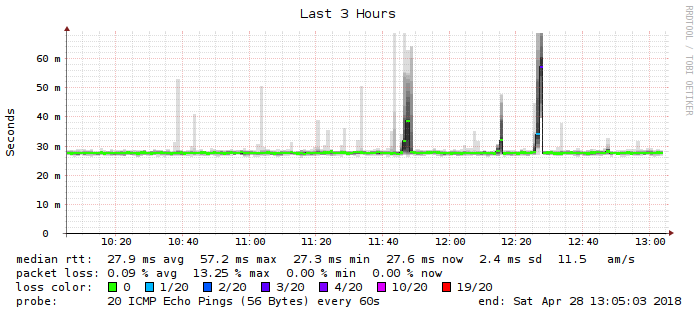 Last 3 Hours
RRDTOOL / TOBI OETIKER
Seconds
60 m
50 m
40 m
30 m
20 m
10 m
0
10:20 10:40 11:00 11:20 11:40 12:00 12:20 12:40 13:00
median rtt: 27.9 ms avg 57.2 ms max 27.3 ms min 27.6 ms now 2.4 ms sd 11.5 am/s
packet loss: 0.09 % avg 13.25 % max 0.00 % min 0.00 % now
loss color: 0 1/20 2/20 3/20 4/20 10/20 19/20
probe: 20 ICMP Echo Pings (56 Bytes) every 60s end: Sat Apr 28 13:05:03 2018